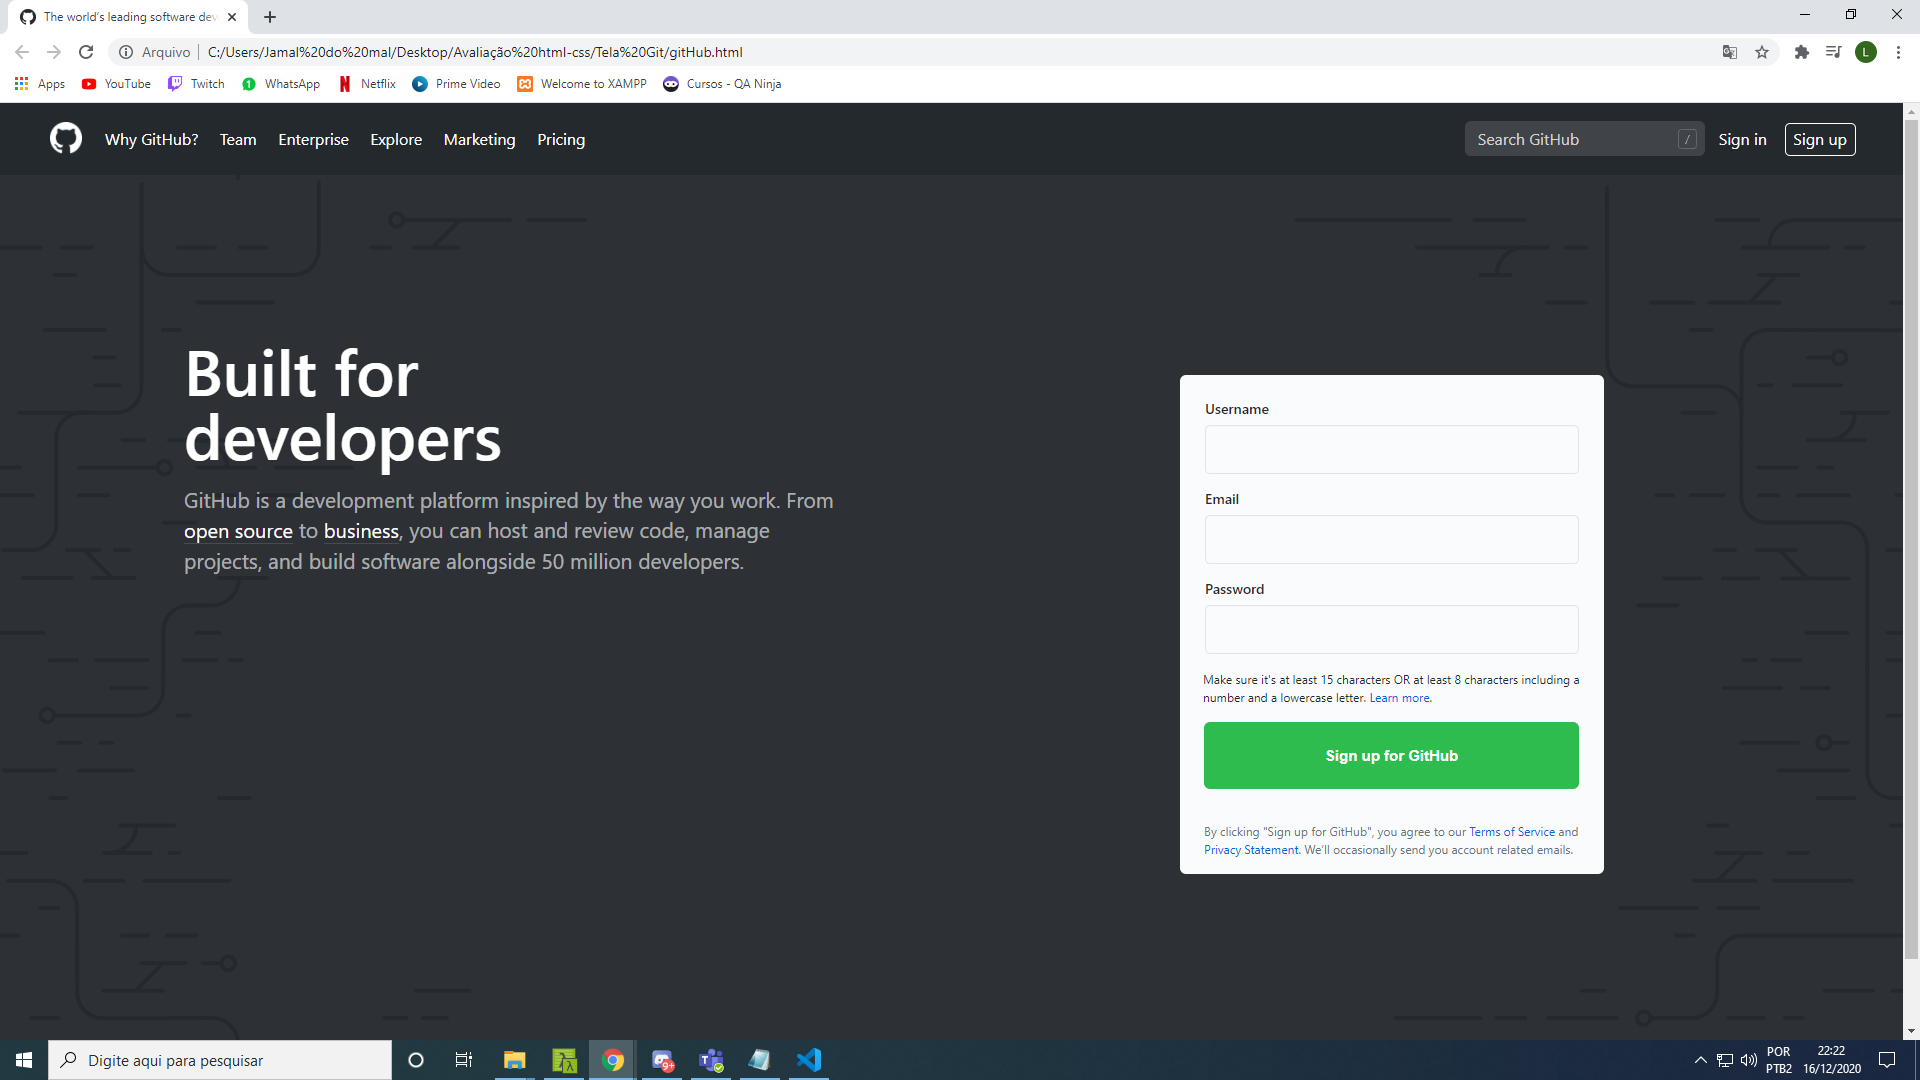 The world's leading software dev
Arquivo C:/Users/Jamal%20do%20mal/Desktop/Avaliação%20html-css/Tela%20Git/gitHub.html
L
Apps YouTube Twitch WhatsApp Netflix Prime Video Welcome to XAMPP Cursos - QA Ninja
Why GitHub? Team Enterprise Explore Marketing Pricing Search GitHub / Sign in Sign up
Built for
developers
GitHub is a development platform inspired by the way you work. From
open source to business, you can host and review code, manage
projects, and build software alongside 50 million developers.
Username
Email
Password
Make sure it's at least 15 characters OR at least 8 characters including a
number and a lowercase letter. Learn more.
Sign up for GitHub
By clicking "Sign up for GitHub", you agree to our Terms of Service and
Privacy Statement. We'll occasionally send you account related emails.
Digite aqui para pesquisar
9+
POR
PTB2
22:22
16/12/2020